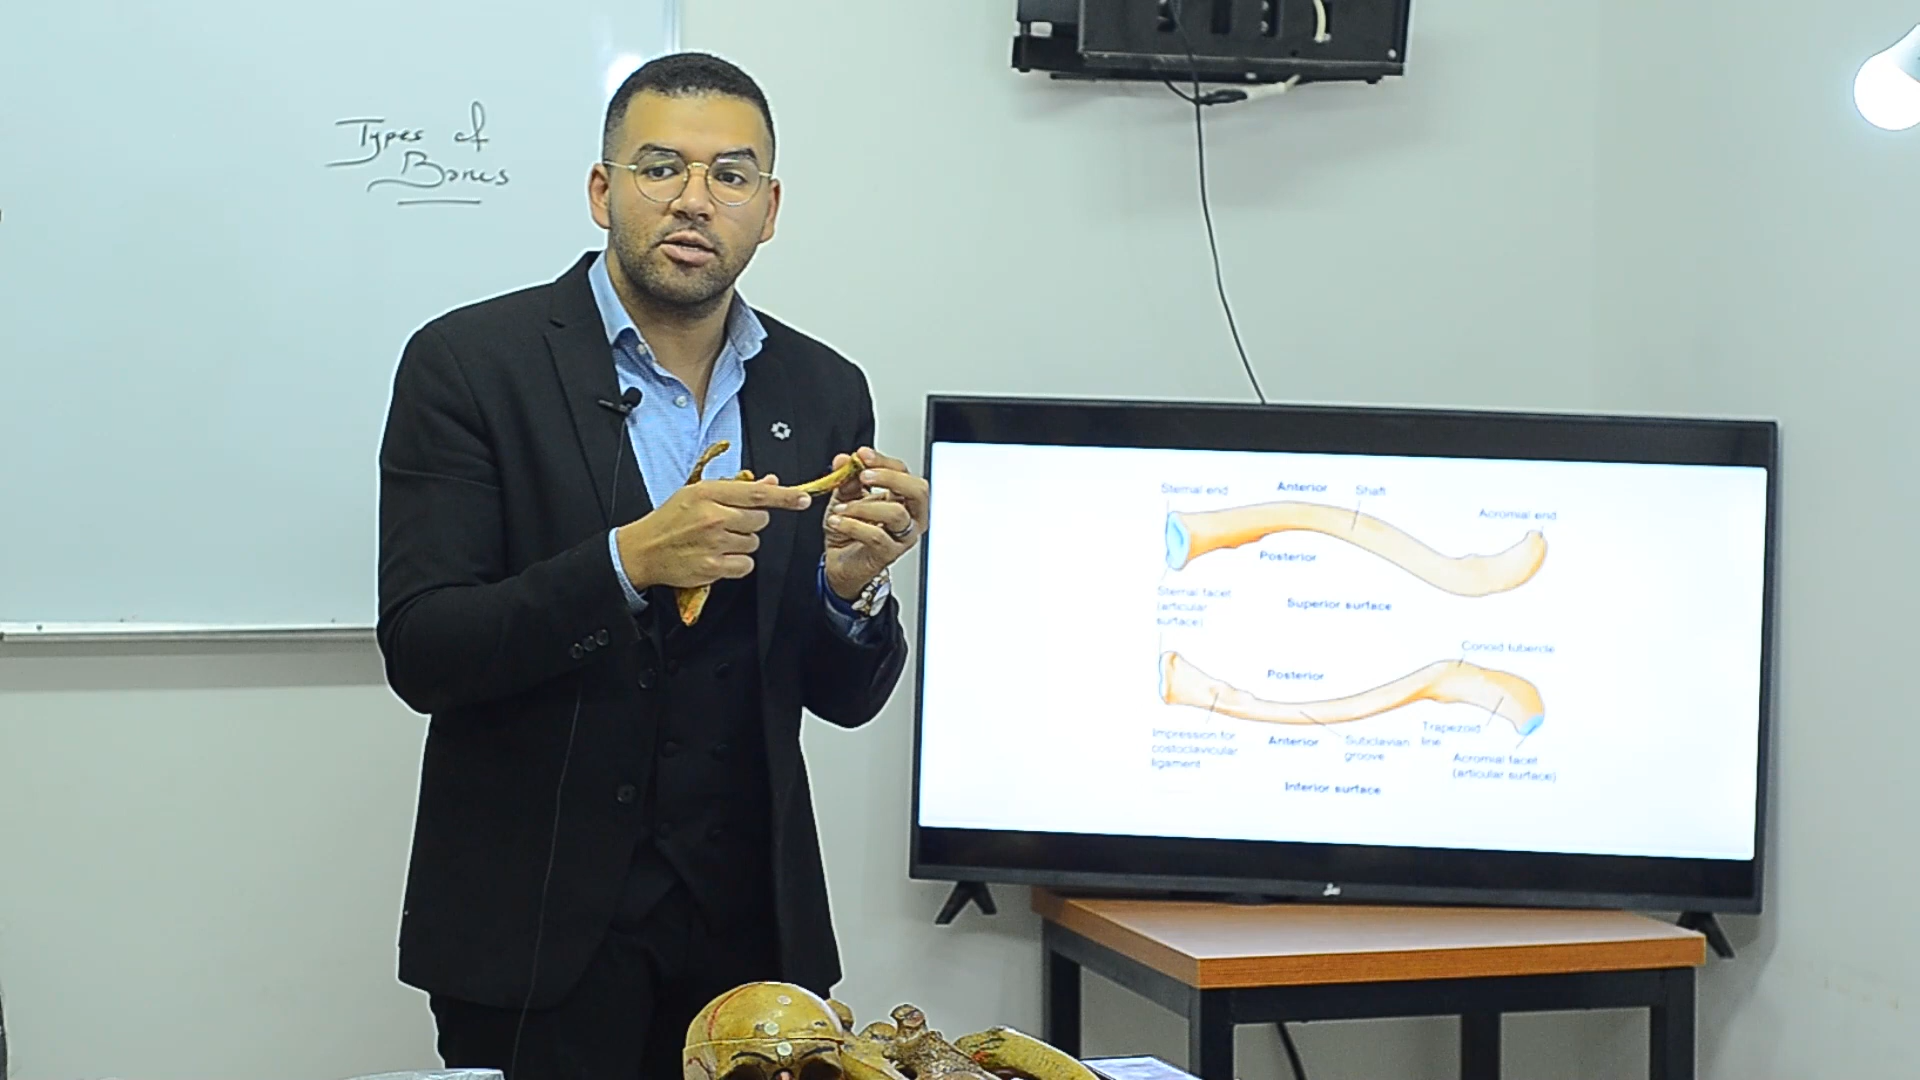 Types of
Bones
Sternal end
Anterior
Shaft
Acromial end
Posterior
Sternal facet
(articular
surface)
Superior surface
Conoid tubercle
Posterior
Impression for
costoclavicular
ligament
Anterior
Subclavian
groove
Trapezoid
line
Acromial facet
(articular surface)
Inferior surface